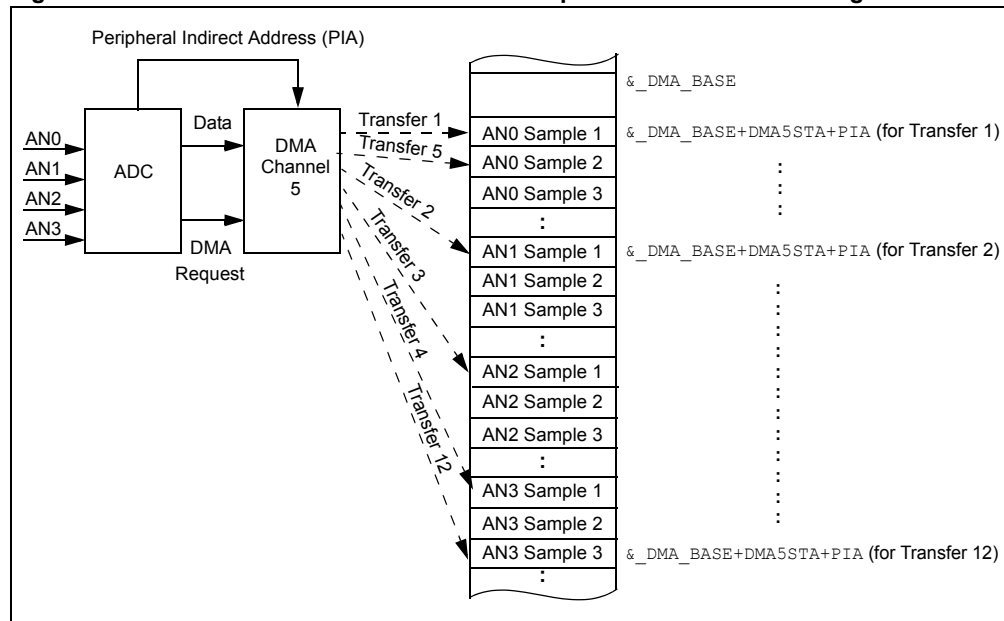 Peripheral Indirect Address (PIA)
&_DMA_BASE
AN0
AN1
AN2
AN3
ADC
Data
DMA
Request
DMA
Channel
5
Transfer 1
Transfer 5
Transfer 2
Transfer 3
Transfer 4
Transfer 12
AN0 Sample 1
&_DMA_BASE+DMA5STA+PIA (for Transfer 1)
AN0 Sample 2
AN0 Sample 3
:
AN1 Sample 1
&_DMA_BASE+DMA5STA+PIA (for Transfer 2)
AN1 Sample 2
AN1 Sample 3
:
AN2 Sample 1
AN2 Sample 2
AN2 Sample 3
:
AN3 Sample 1
AN3 Sample 2
AN3 Sample 3
&_DMA_BASE+DMA5STA+PIA (for Transfer 12)
: